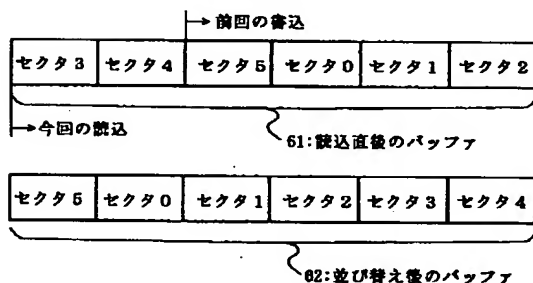 前回の書込
セクタ3 セクタ4 セクタ5 セクタ0 セクタ1 セクタ2
今回の読込
61:読込直後のバッファ
セクタ5 セクタ0 セクタ1 セクタ2 セクタ3 セクタ4
62:並び替え後のバッファ